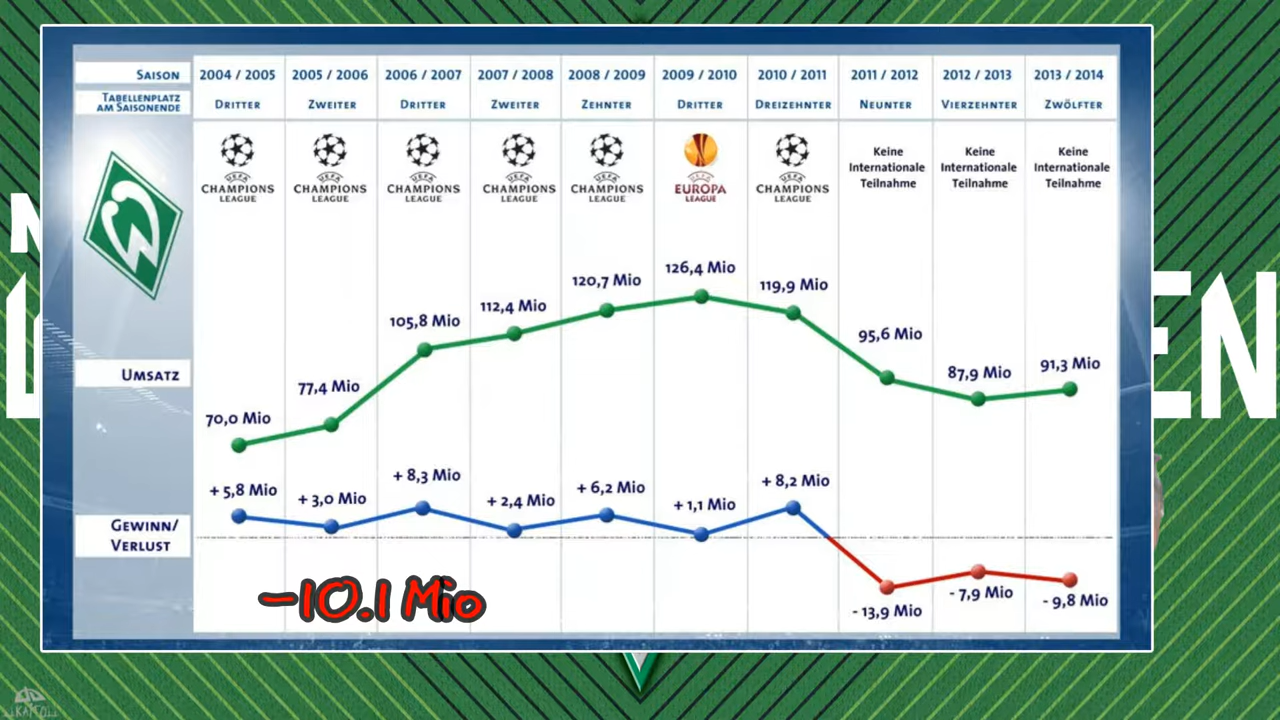 SAISON 2004 / 2005 2005 / 2006 2006 / 2007 2007 / 2008 2008 / 2009 2009 / 2010 2010 / 2011 2011 / 2012 2012 / 2013 2013 / 2014
TABELLENPLATZ
AM SAISONENDE DRITTER ZWEITER DRITTER ZWEITER ZEHNTER DRITTER DREIZEHNTER NEUNTER VIERZEHNTER ZWÖLFTER
UEFA CHAMPIONS LEAGUE
UEFA CHAMPIONS LEAGUE
UEFA CHAMPIONS LEAGUE
UEFA CHAMPIONS LEAGUE
UEFA CHAMPIONS LEAGUE
UEFA EUROPA LEAGUE
UEFA CHAMPIONS LEAGUE
Keine
Internationale
Teilnahme
Keine
Internationale
Teilnahme
Keine
Internationale
Teilnahme
W
UMSATZ
70,0 Mio
77,4 Mio
105,8 Mio
112,4 Mio
120,7 Mio
126,4 Mio
119,9 Mio
95,6 Mio
87,9 Mio
91,3 Mio
GEWINN/
VERLUST
+ 5,8 Mio
+ 3,0 Mio
+ 8,3 Mio
+ 2,4 Mio
+ 6,2 Mio
+ 1,1 Mio
+ 8,2 Mio
- 13,9 Mio
- 7,9 Mio
- 9,8 Mio
-10.1 Mio
EN